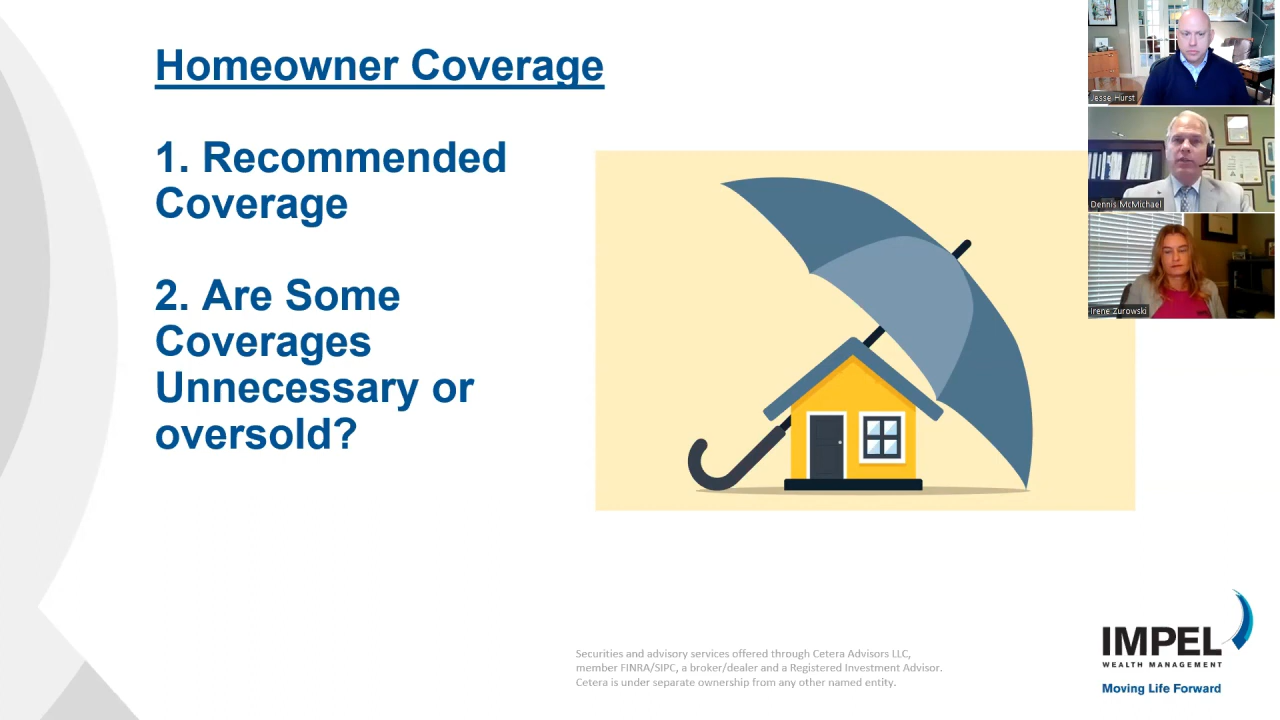 Homeowner Coverage
1. Recommended
Coverage
2. Are Some
Coverages
Unnecessary or
oversold?
Jesse Hurst
Dennis McMichael
Irene Zurowski
Securities and advisory services offered through Cetera Advisors LLC,
member FINRA/SIPC, a broker/dealer and a Registered Investment Advisor.
Cetera is under separate ownership from any other named entity.
IMPEL
WEALTH MANAGEMENT
Moving Life Forward